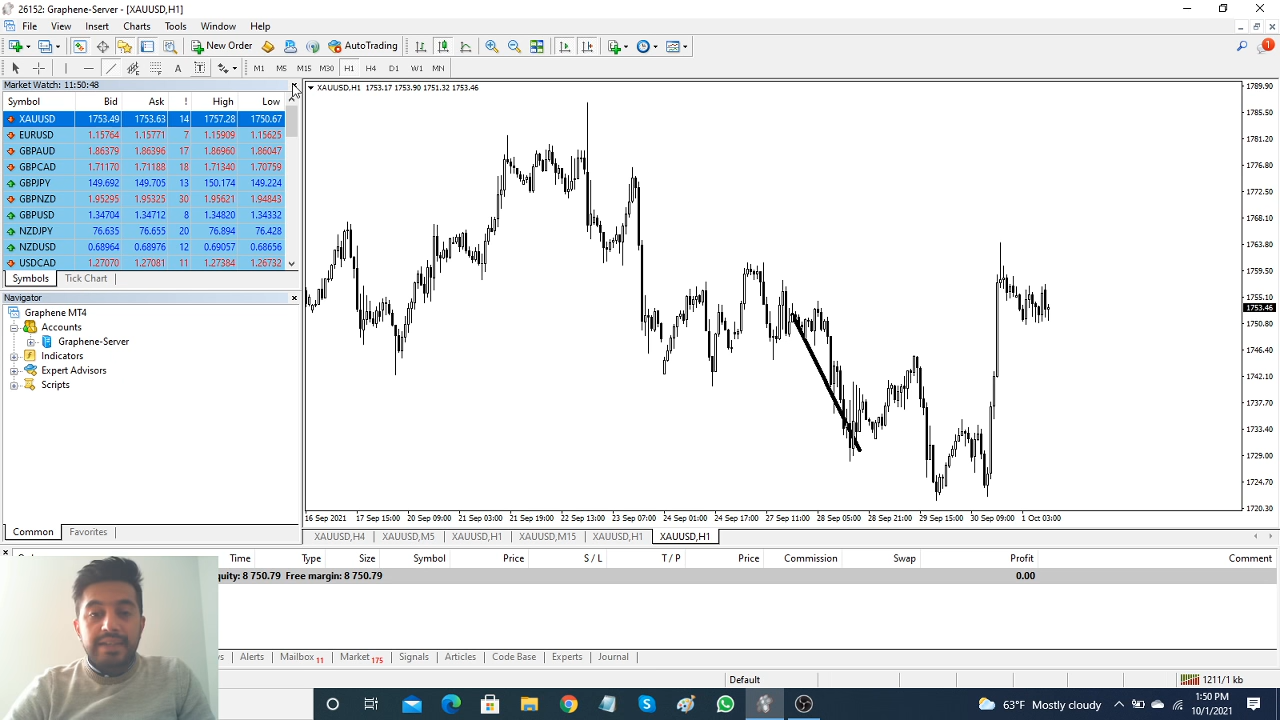 26152: Graphene-Server - [XAUUSD,H1]
File View Insert Charts Tools Window Help
New Order AutoTrading 1
A T M1 M5 M15 M30 H1 H4 D1 W1 MN
Market Watch: 11:50:48
Symbol Bid Ask ! High Low
XAUUSD 1753.49 1753.63 14 1757.28 1750.67
EURUSD 1.15764 1.15771 7 1.15909 1.15625
GBPAUD 1.86379 1.86396 17 1.86960 1.86047
GBPCAD 1.71170 1.71188 18 1.71340 1.70759
GBPJPY 149.692 149.705 13 150.174 149.224
GBPNZD 1.95295 1.95325 30 1.95621 1.94843
GBPUSD 1.34704 1.34712 8 1.34820 1.34332
NZDJPY 76.635 76.655 20 76.894 76.428
NZDUSD 0.68964 0.68976 12 0.69057 0.68656
USDCAD 1.27070 1.27081 11 1.27384 1.26732
Symbols Tick Chart
Navigator
Graphene MT4
Accounts
Graphene-Server
Indicators
Expert Advisors
Scripts
Common Favorites
XAUUSD,H1 1753.17 1753.90 1751.32 1753.46
1789.90
1785.50
1781.20
1776.80
1772.50
1768.10
1763.80
1759.50
1755.10
1753.46
1750.80
1746.40
1742.10
1737.70
1733.40
1729.00
1724.70
1720.30
16 Sep 2021 17 Sep 15:00 20 Sep 09:00 21 Sep 03:00 21 Sep 19:00 22 Sep 13:00 23 Sep 07:00 24 Sep 01:00 24 Sep 17:00 27 Sep 11:00 28 Sep 05:00 28 Sep 21:00 29 Sep 15:00 30 Sep 09:00 1 Oct 03:00
XAUUSD,H4 XAUUSD,M5 XAUUSD,H1 XAUUSD,M15 XAUUSD,H1 XAUUSD,H1
Time Type Size Symbol Price S / L T / P Price Commission Swap Profit Comment
quity: 8 750.79 Free margin: 8 750.79 0.00
Alerts Mailbox 11 Market 175 Signals Articles Code Base Experts Journal
Default 1211/1 kb
63°F Mostly cloudy 1:50 PM
10/1/2021